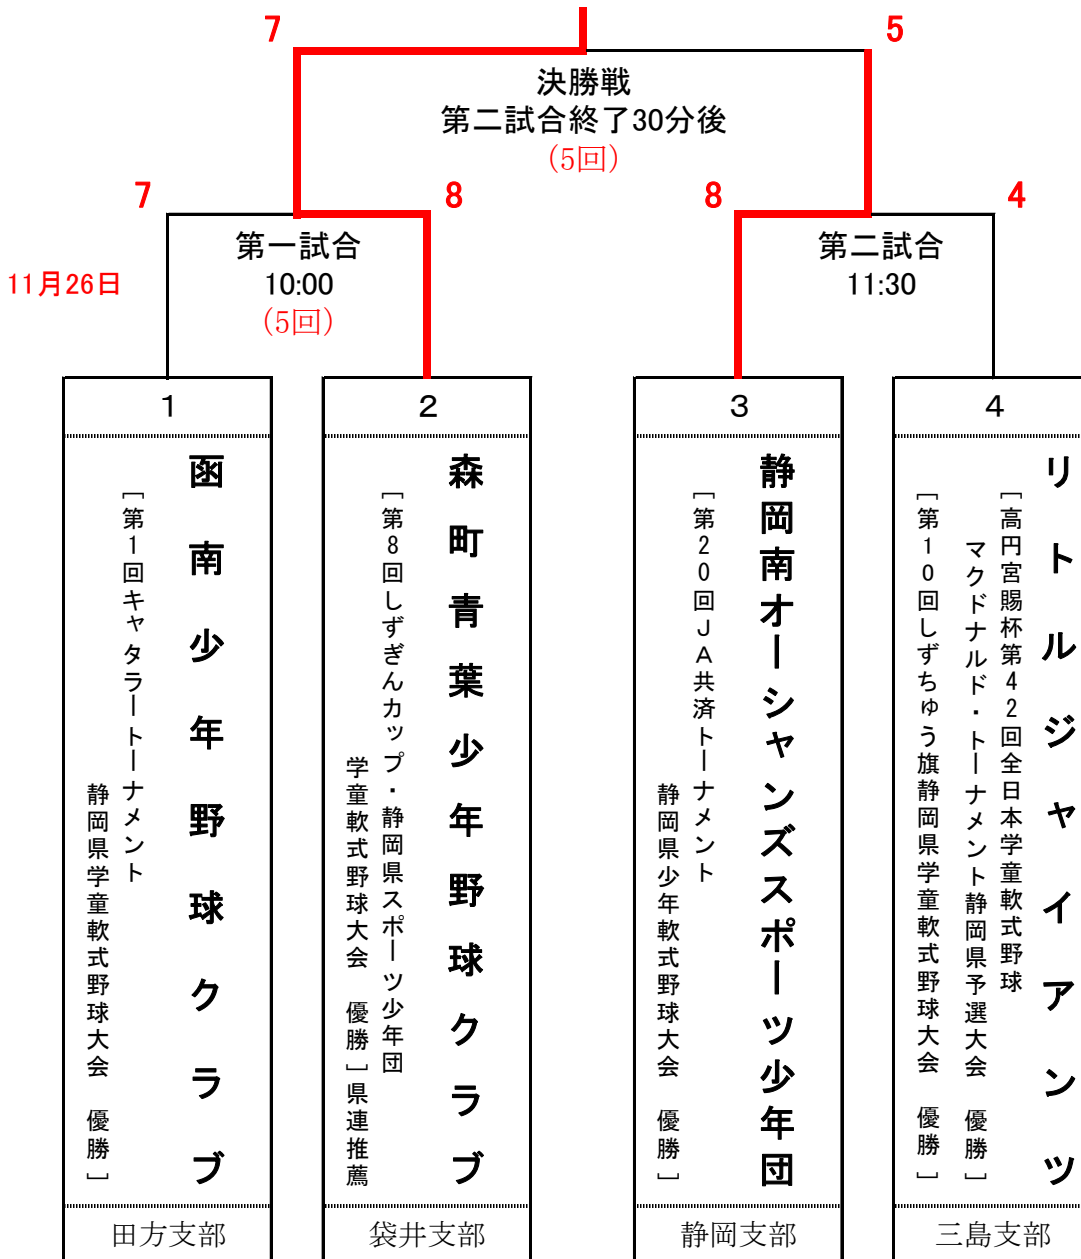 7
5
決勝戦
第二試合終了30分後
(5回)
7
8
8
4
第一試合
第二試合
11月26日
10:00
11:30
(5回)
1
函南少年野球クラブ
[第1回キャタラートーナメント
静岡県学童軟式野球大会 優勝]
田方支部
2
森町青葉少年野球クラブ
[第8回しずぎんカップ・静岡県スポーツ少年団
学童軟式野球大会 優勝]県連推薦
袋井支部
3
静岡南オーシャンズスポーツ少年団
[第20回JA共済トーナメント
静岡県少年軟式野球大会 優勝]
静岡支部
4
リトルジャイアンツ
[高円宮賜杯第42回全日本学童軟式野球
マクドナルド・トーナメント静岡県予選大会 優勝]
[第10回しずちゅう旗静岡県学童軟式野球大会 優勝]
三島支部